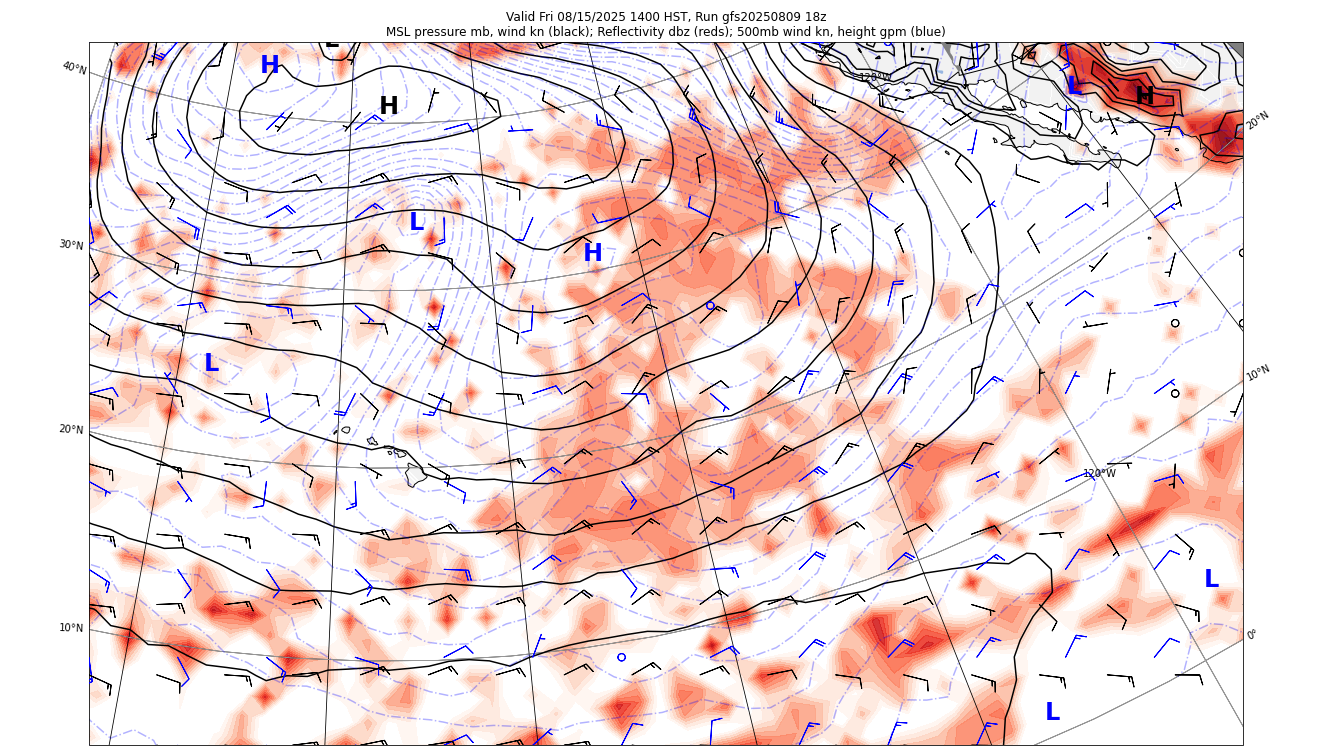 Valid Fri 08/15/2025 1400 HST, Run gfs20250809 18z
MSL pressure mb, wind kn (black); Reflectivity dbz (reds); 500mb wind kn, height gpm (blue)
H
40°N
120°W
L
H
H
20°N
L
30°N
H
L
10°N
20°N
120°W
L
10°N
0°
L